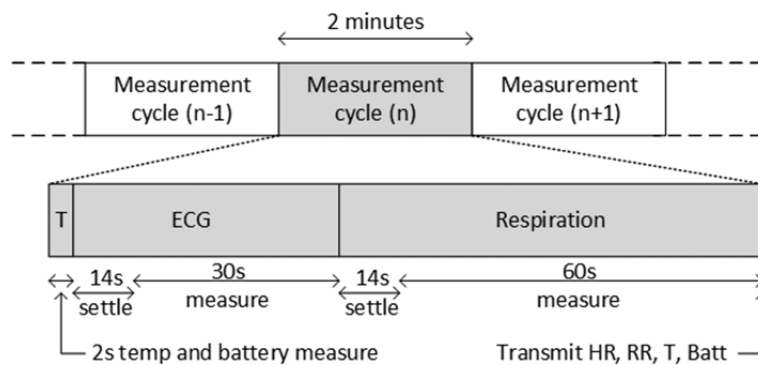 2 minutes
Measurement
cycle (n-1)
Measurement
cycle (n)
Measurement
cycle (n+1)
T
ECG
Respiration
14s
settle
30s
measure
14s
settle
60s
measure
2s temp and battery measure
Transmit HR, RR, T, Batt